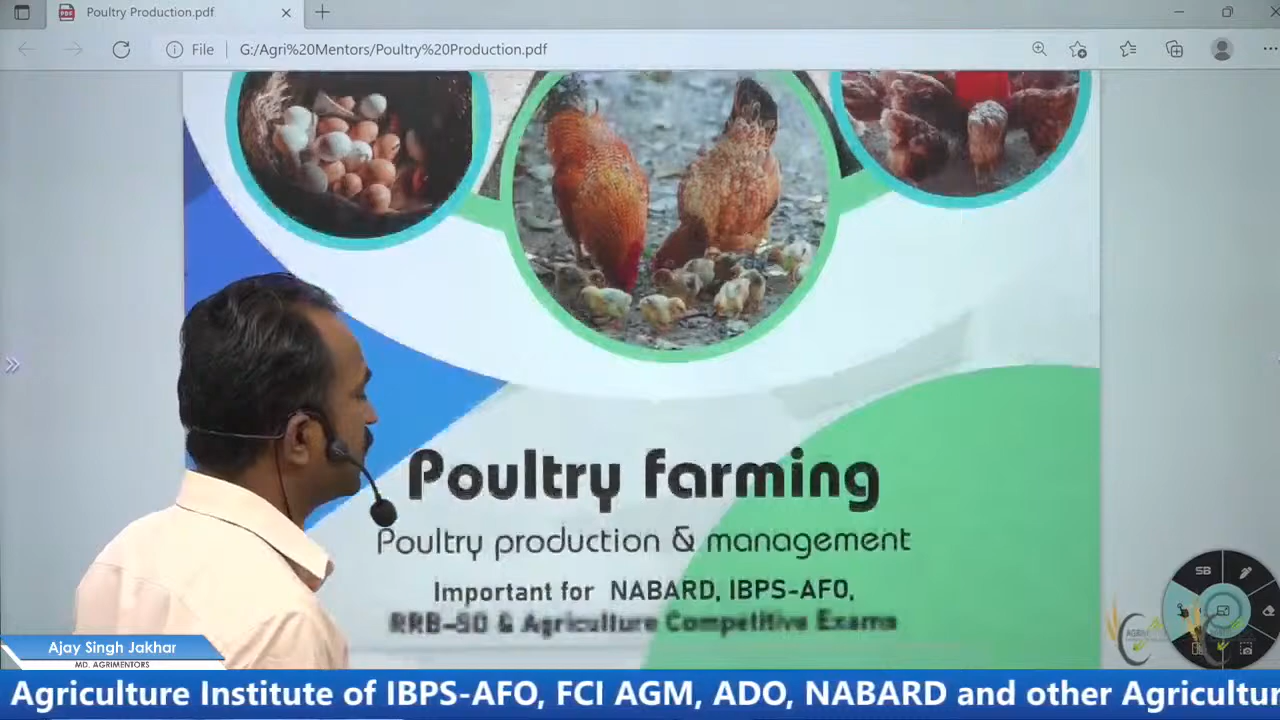 Poultry Production.pdf
File
G:/Agri%20Mentors/Poultry%20Production.pdf
Poultry farming
Poultry production & management
Important for NABARD, IBPS-AFO,
RRB-SO & Agriculture Competitive Exams
SB
Ajay Singh Jakhar
MD. AGRIMENTORS
Agriculture Institute of IBPS-AFO, FCI AGM, ADO, NABARD and other Agricultur